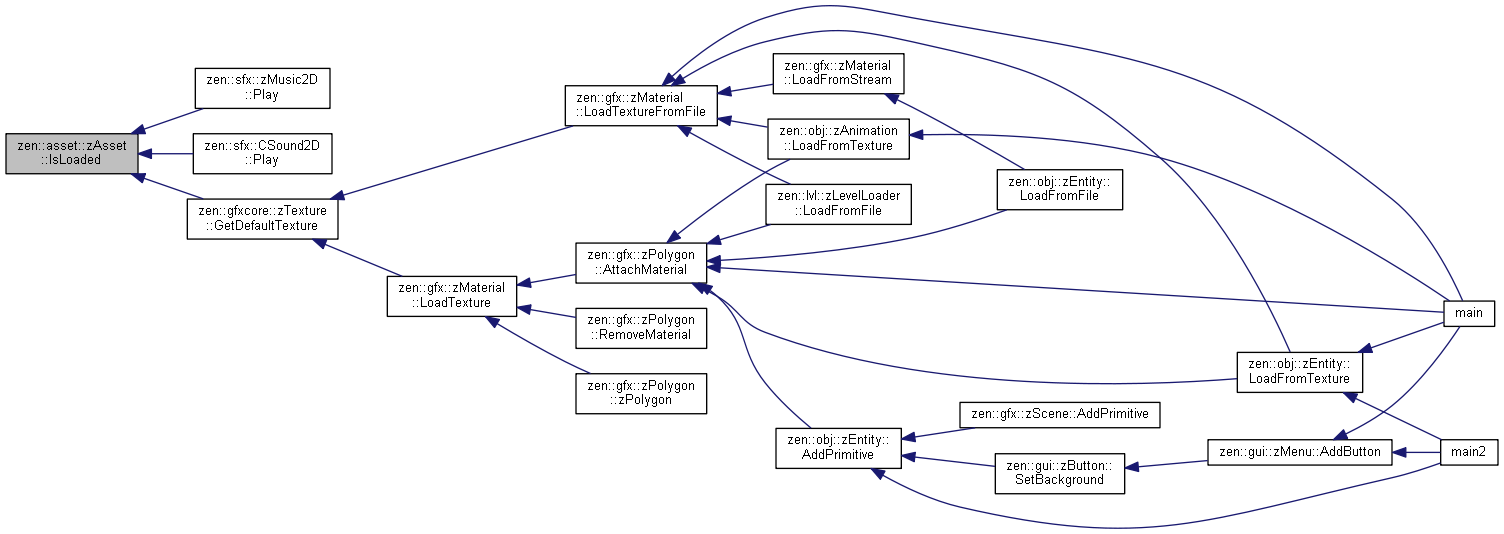 zen::asset::zAsset
::IsLoaded
zen::sfx::zMusic2D
::Play
zen::sfx::CSound2D
::Play
zen::gfxcore::zTexture
::GetDefaultTexture
zen::gfx::zMaterial
::LoadTextureFromFile
zen::gfx::zMaterial
::LoadTexture
zen::gfx::zMaterial
::LoadFromStream
zen::obj::zAnimation
::LoadFromTexture
zen::lvl::zLevelLoader
::LoadFromFile
zen::gfx::zPolygon
::AttachMaterial
zen::gfx::zPolygon
::RemoveMaterial
zen::gfx::zPolygon
::zPolygon
zen::obj::zEntity::
LoadFromFile
zen::obj::zEntity::
AddPrimitive
zen::gfx::zScene::AddPrimitive
zen::gui::zButton::
SetBackground
zen::obj::zEntity::
LoadFromTexture
zen::gui::zMenu::AddButton
main
main2